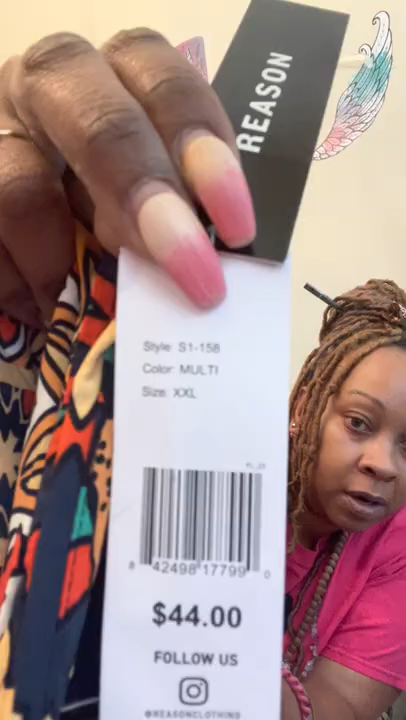 REASON
Style: S1-158
Color: MULTI
Size: XXL
8 42498 17799 0
$44.00
FOLLOW US
@REASONCLOTHING